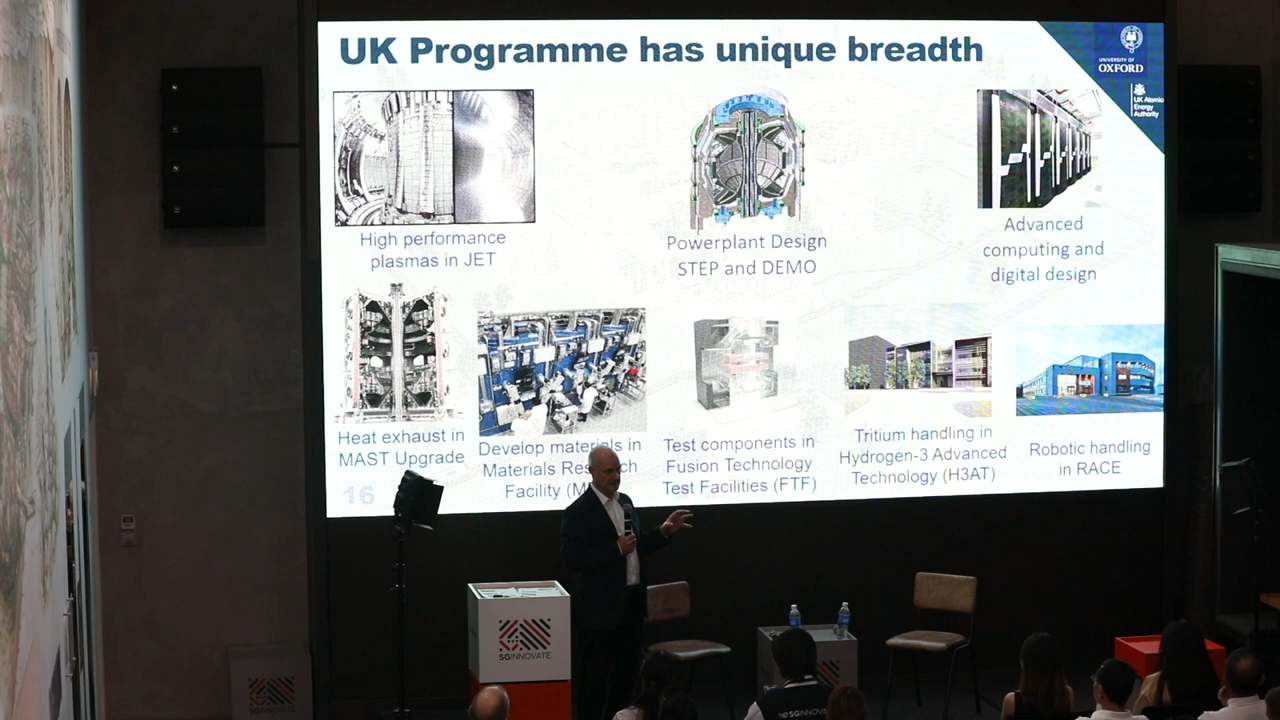 UK Programme has unique breadth
UNIVERSITY OF
OXFORD
UK Atomic
Energy
Authority
High performance
plasmas in JET
Powerplant Design
STEP and DEMO
Advanced
computing and
digital design
Heat exhaust in
MAST Upgrade
Develop materials in
Materials Research
Facility (M
Test components in
Fusion Technology
Test Facilities (FTF)
Tritium handling in
Hydrogen-3 Advanced
Technology (H3AT)
Robotic handling
in RACE
16
SGINNOVATE
SGINNOVATE
SGINNOVATE